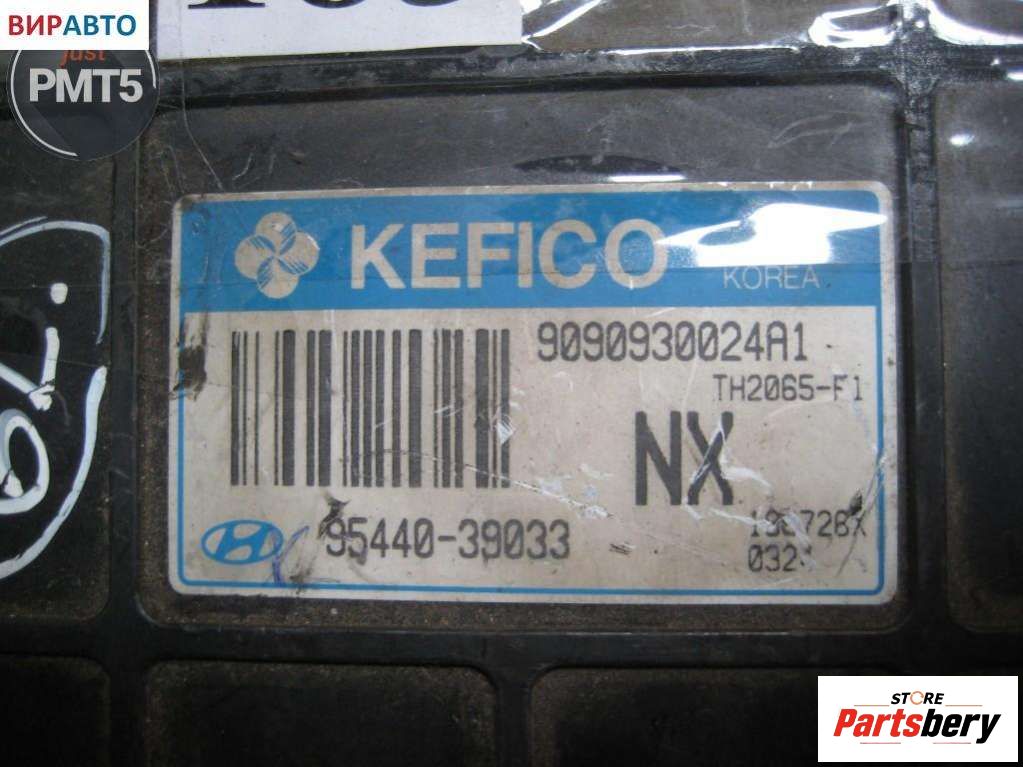 ВИРАВТО
just
PMT5
KEFICO
KOREA
9090930024A1
TH2065-F1
NX
95440-39033
STORE
Partsbery